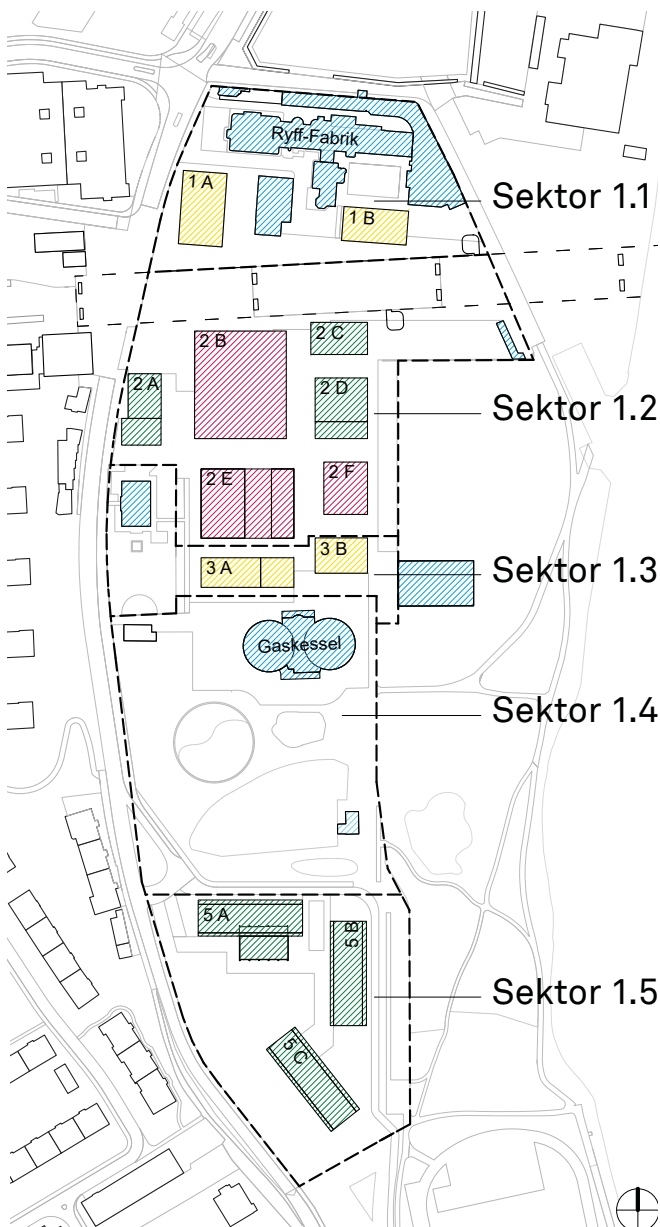 Ryff-Fabrik
1 A
Sektor 1.1
1 B
2 C
2 B
2 A
2 D
Sektor 1.2
2 E
2 F
3 B
3 A
Sektor 1.3
Gaskessel
Sektor 1.4
5 A
5 B
Sektor 1.5
5 C